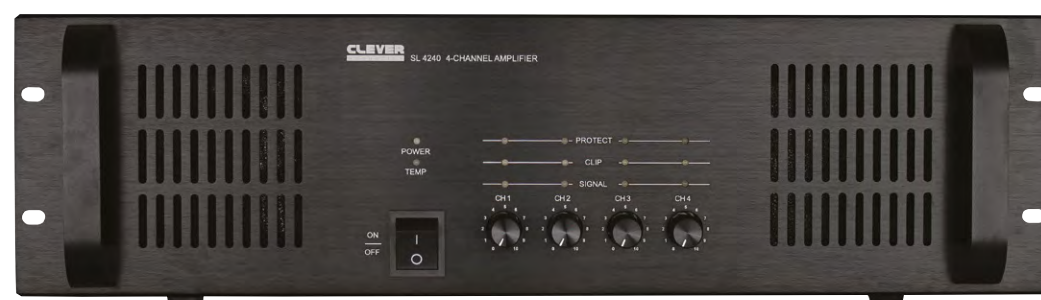 CLEVER
SL 4240 4-CHANNEL AMPLIFIER
PROTECT
POWER
CLIP
TEMP
SIGNAL
CH 1 CH 2 CH 3 CH 4
ON
OFF
I
O